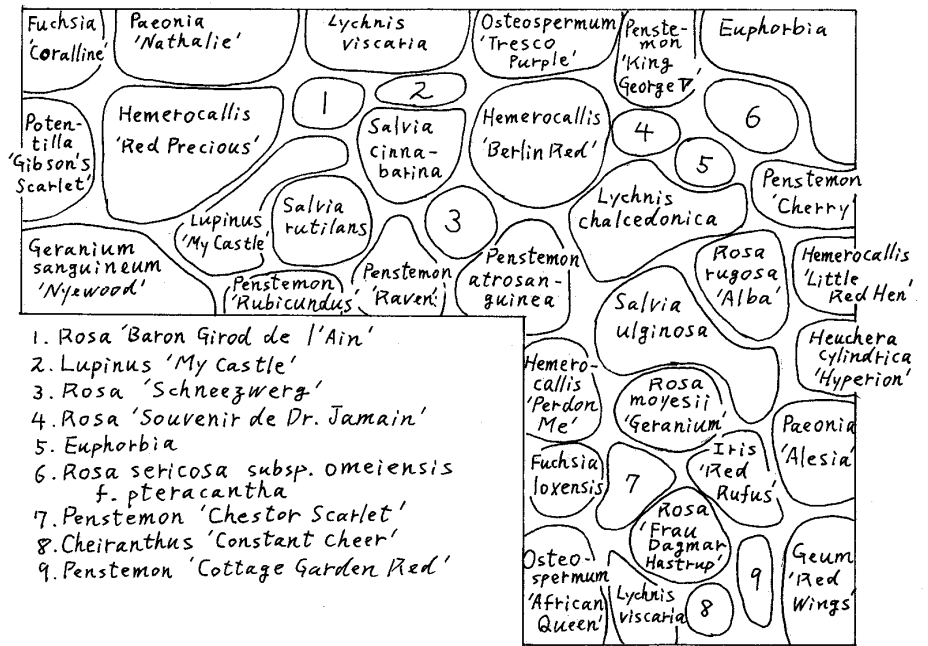 Fuchsia
'Coralline'
Paeonia
'Nathalie'
Lychnis
viscaria
Osteospermum
'Tresco
Purple'
Penste-
mon
'King
George V'
Euphorbia
Poten-
tilla
'Gibson's
Scarlet'
Hemerocallis
'Red Precious'
1
2
Salvia
cinna-
barina
Hemerocallis
'Berlin Red'
4
5
6
Lupinus
'My Castle'
Salvia
rutilans
3
Lychnis
chalcedonica
Penstemon
'Cherry'
Geranium
sanguineum
'Nyewood'
Penstemon
'Rubicundus'
Penstemon
'Raven'
Penstemon
atrosan-
guinea
Rosa
rugosa
'Alba'
Hemerocallis
'Little
Red Hen'
Salvia
ulginosa
Heuchera
cylindrica
'Hyperion'
Hemero-
callis
'Perdon
Me'
Rosa
moyesii
'Geranium'
Paeonia
'Alesia'
Fuchsia
loxensis
7
Iris
'Red
Rufus'
Rosa
'Frau
Dagmar
Hastrup'
Osteo-
spermum
'African
Queen'
Lychnis
viscaria
8
9
Geum
'Red
Wings'
1. Rosa 'Baron Girod de l'Ain'
2. Lupinus 'My Castle'
3. Rosa 'Schneezwerg'
4. Rosa 'Souvenir de Dr. Jamain'
5. Euphorbia
6. Rosa sericosa subsp. omeiensis
f. pteracantha
7. Penstemon 'Chestor Scarlet'
8. Cheiranthus 'Constant Cheer'
9. Penstemon 'Cottage Garden Red'